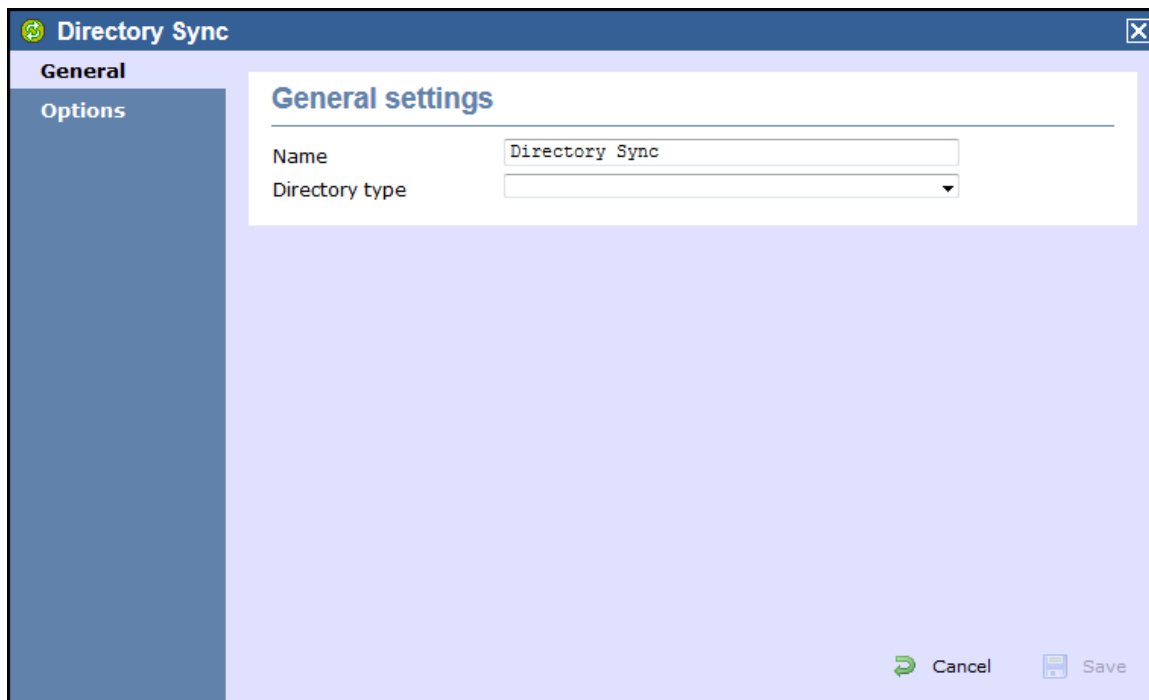 Directory Sync
General
Options
General settings
Name Directory Sync
Directory type
Cancel Save